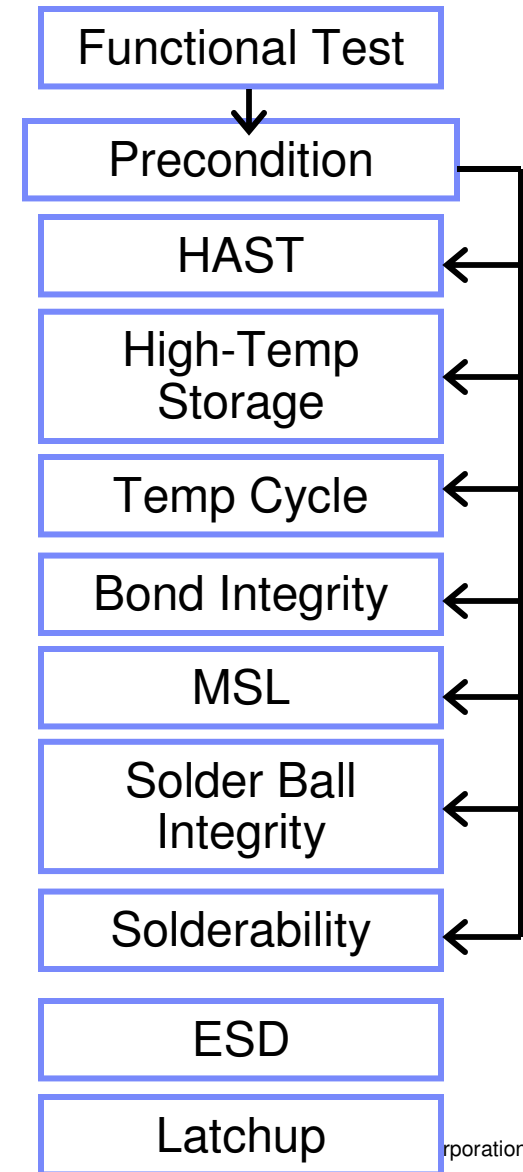 Functional Test
Precondition
HAST
High-Temp
Storage
Temp Cycle
Bond Integrity
MSL
Solder Ball
Integrity
Solderability
ESD
Latchup
rporation